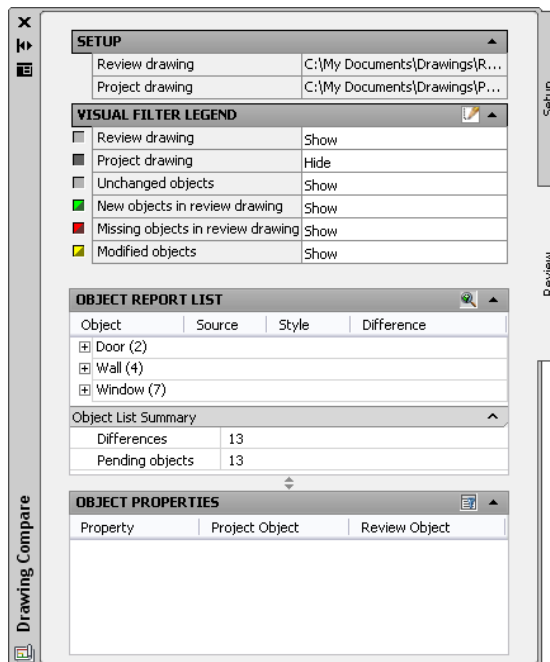 SETUP
Review drawing C:\My Documents\Drawings\R...
Project drawing C:\My Documents\Drawings\P...
VISUAL FILTER LEGEND
Review drawing Show
Project drawing Hide
Unchanged objects Show
New objects in review drawing Show
Missing objects in review drawing Show
Modified objects Show
OBJECT REPORT LIST
Object Source Style Difference
Door (2)
Wall (4)
Window (7)
Object List Summary
Differences 13
Pending objects 13
OBJECT PROPERTIES
Property Project Object Review Object
Drawing Compare
Setup
Review